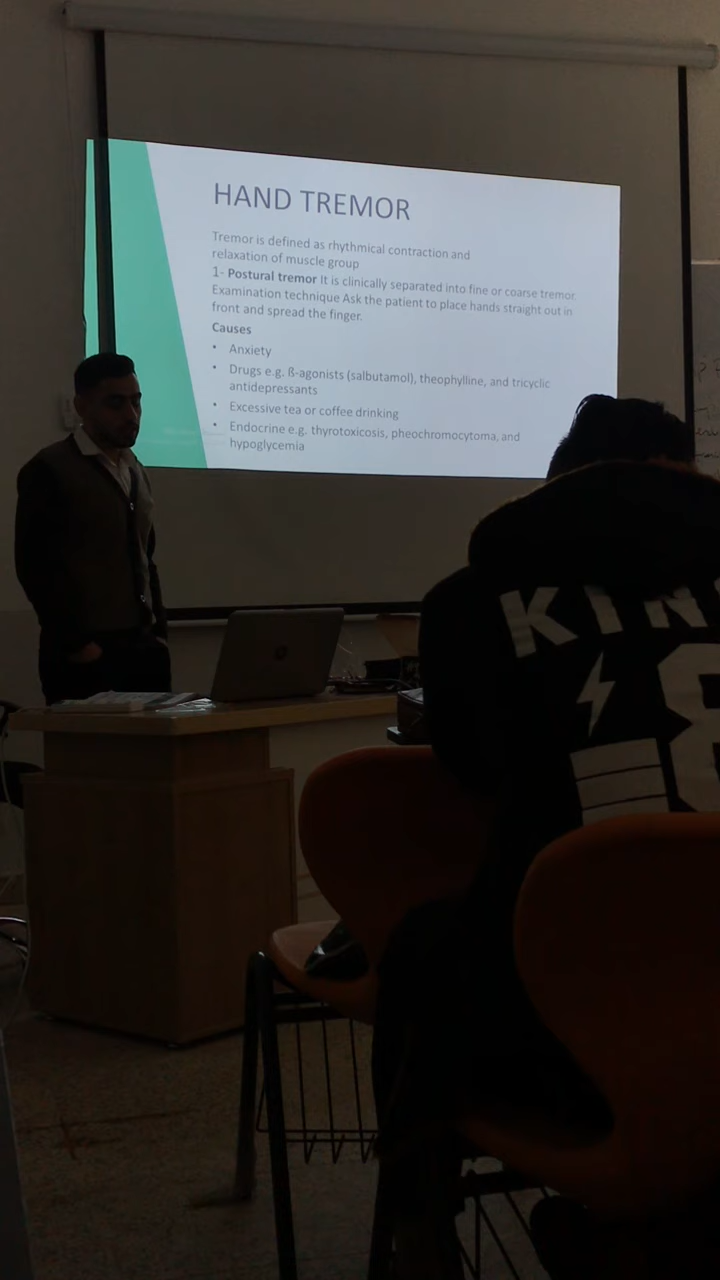 HAND TREMOR
Tremor is defined as rhythmical contraction and
relaxation of muscle group
1- Postural tremor It is clinically separated into fine or coarse tremor.
Examination technique Ask the patient to place hands straight out in
front and spread the finger.
Causes
• Anxiety
• Drugs e.g. ß-agonists (salbutamol), theophylline, and tricyclic
antidepressants
• Excessive tea or coffee drinking
• Endocrine e.g. thyrotoxicosis, pheochromocytoma, and
hypoglycemia
hp